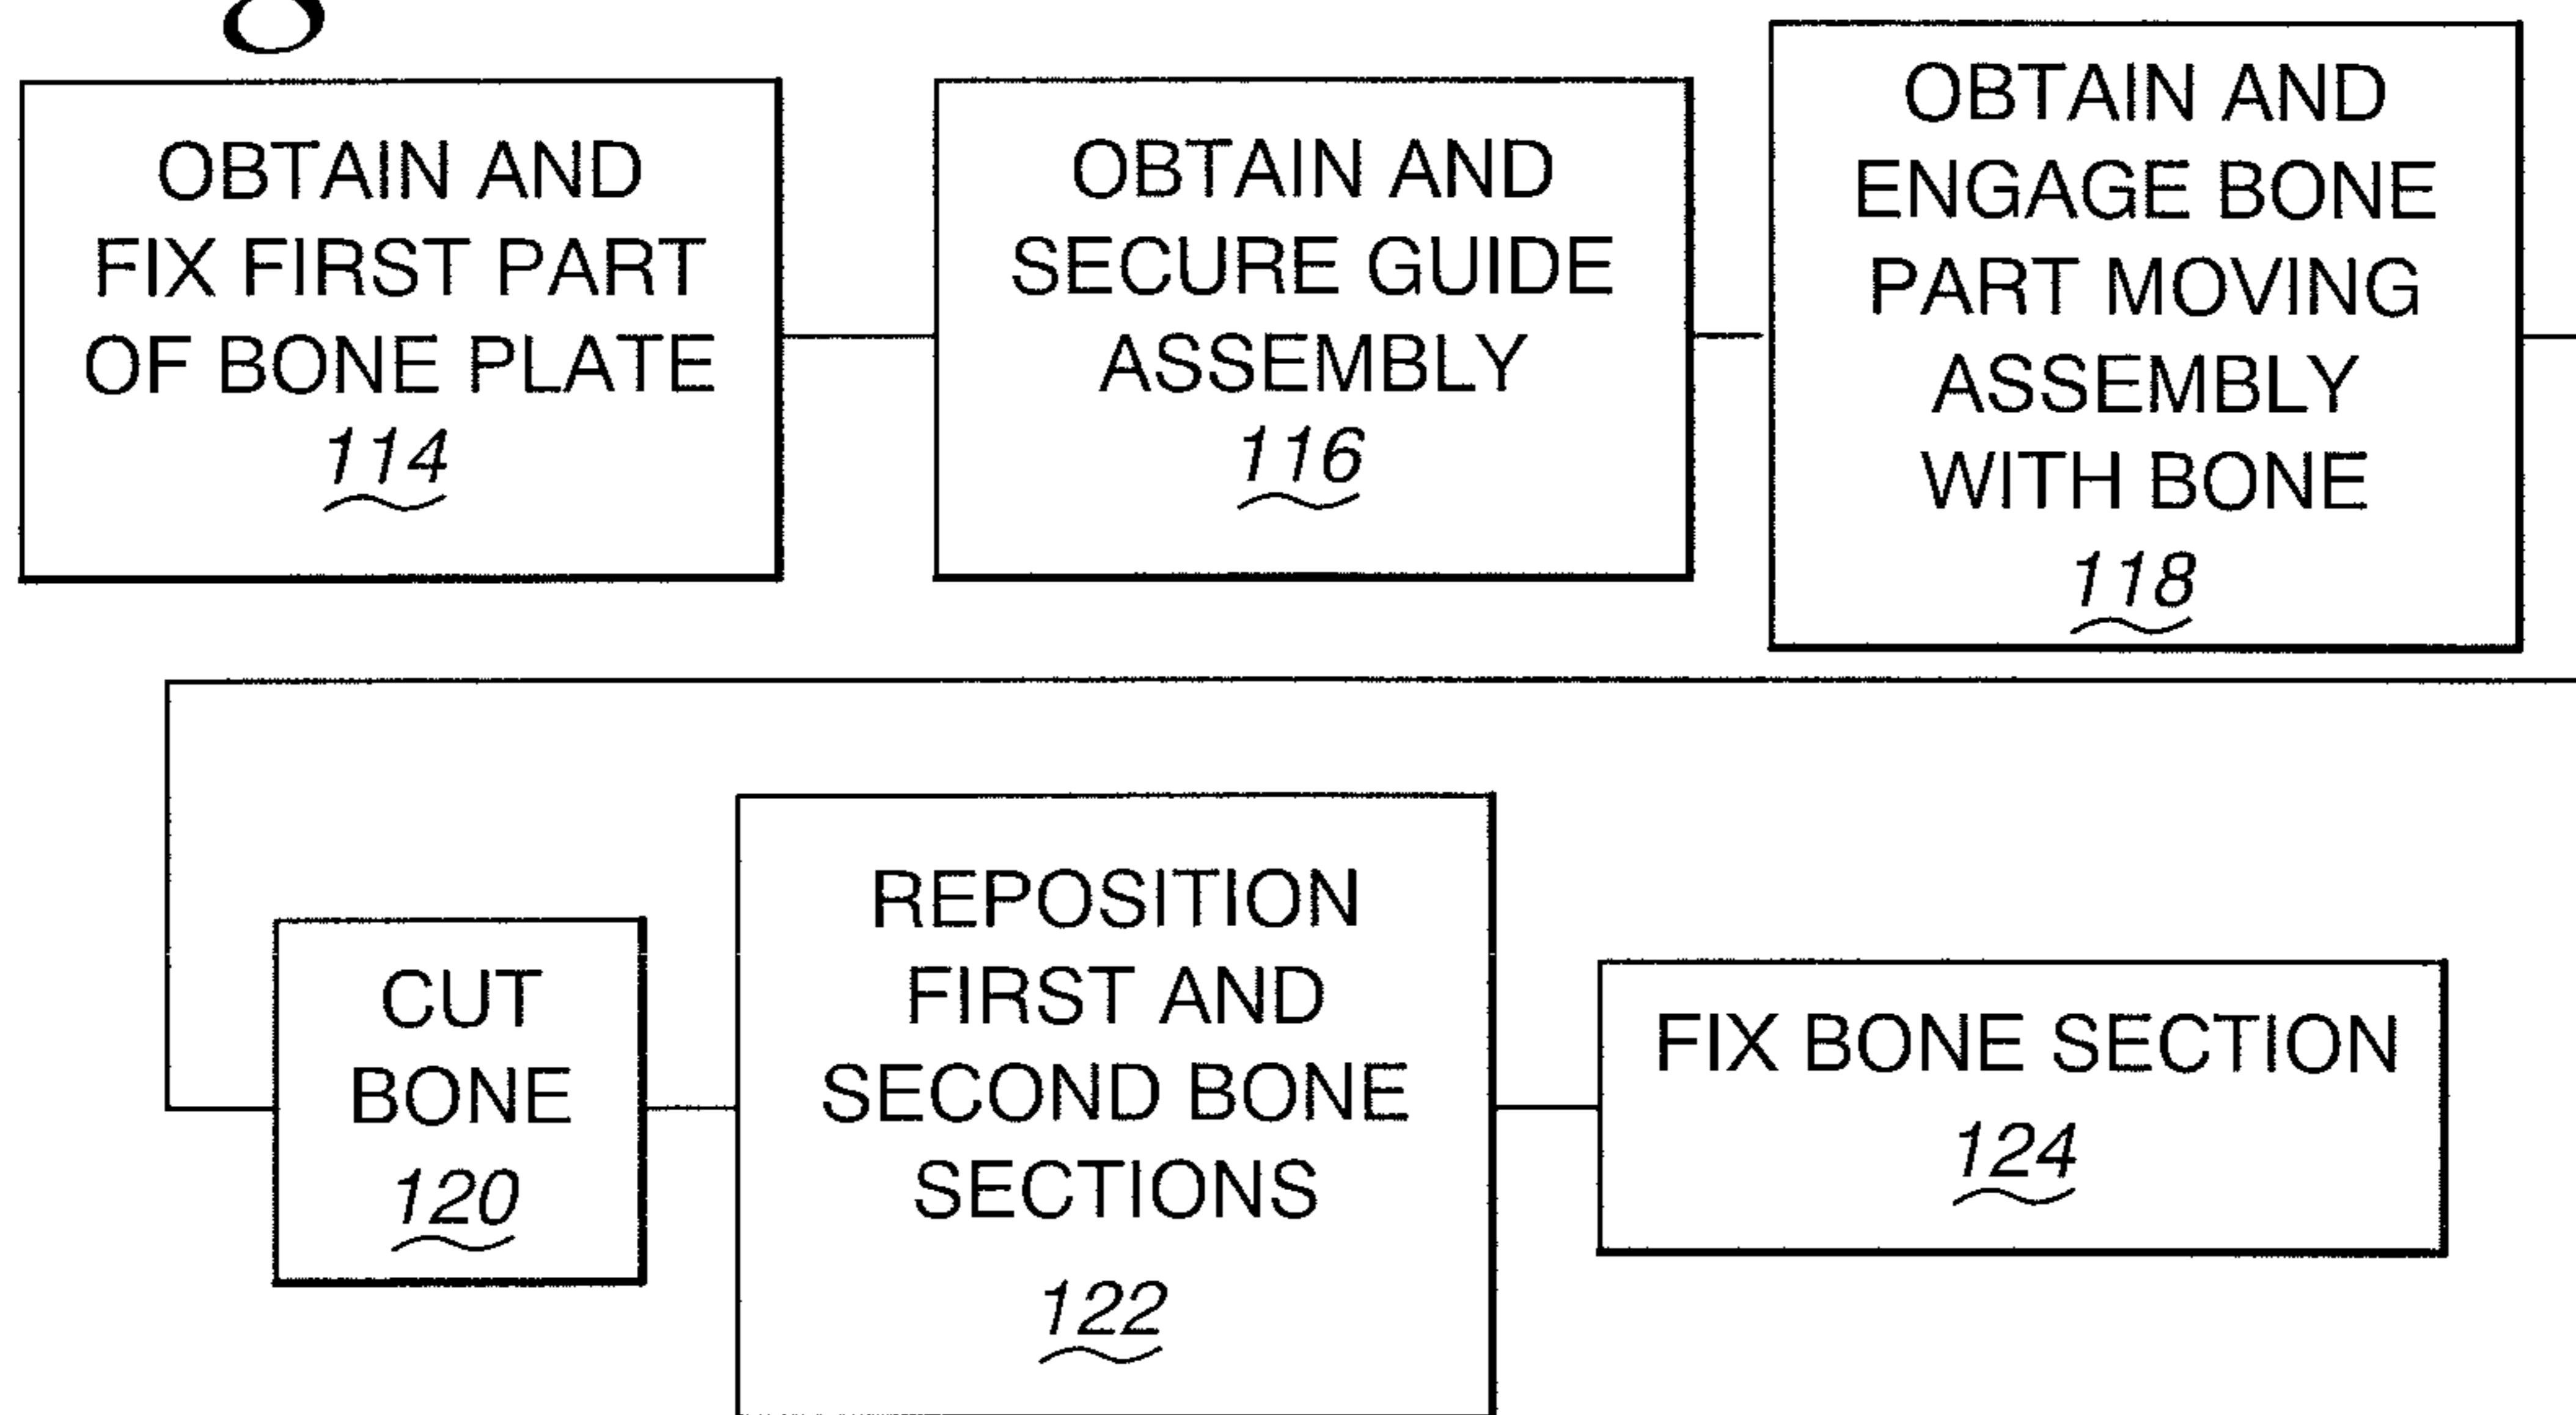 OBTAIN AND
FIX FIRST PART
OF BONE PLATE
114
OBTAIN AND
SECURE GUIDE
ASSEMBLY
116
OBTAIN AND
ENGAGE BONE
PART MOVING
ASSEMBLY
WITH BONE
118
CUT
BONE
120
REPOSITION
FIRST AND
SECOND BONE
SECTIONS
122
FIX BONE SECTION
124